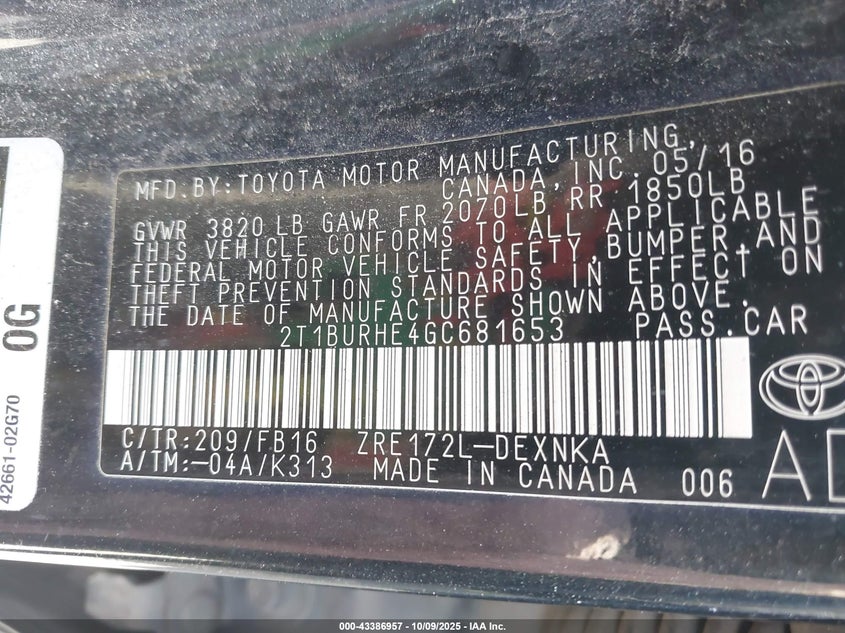 MFD.BY:TOYOTA MOTOR MANUFACTURING,
CANADA,INC.05/16
GVWR 3820 LB GAWR FR 2070LB RR 1850LB
THIS VEHICLE CONFORMS TO ALL APPLICABLE
FEDERAL MOTOR VEHICLE SAFETY,BUMPER,AND
THEFT PREVENTION STANDARDS IN EFFECT ON
THE DATE OF MANUFACTURE SHOWN ABOVE.
2T1BURHE4GC681653 PASS.CAR
C/TR:209/FB16 ZRE172L-DEXNKA
A/TM:-04A/K313 MADE IN CANADA 006
0G
42661-02G70
000-43386957 - 10/09/2025 - IAA Inc.